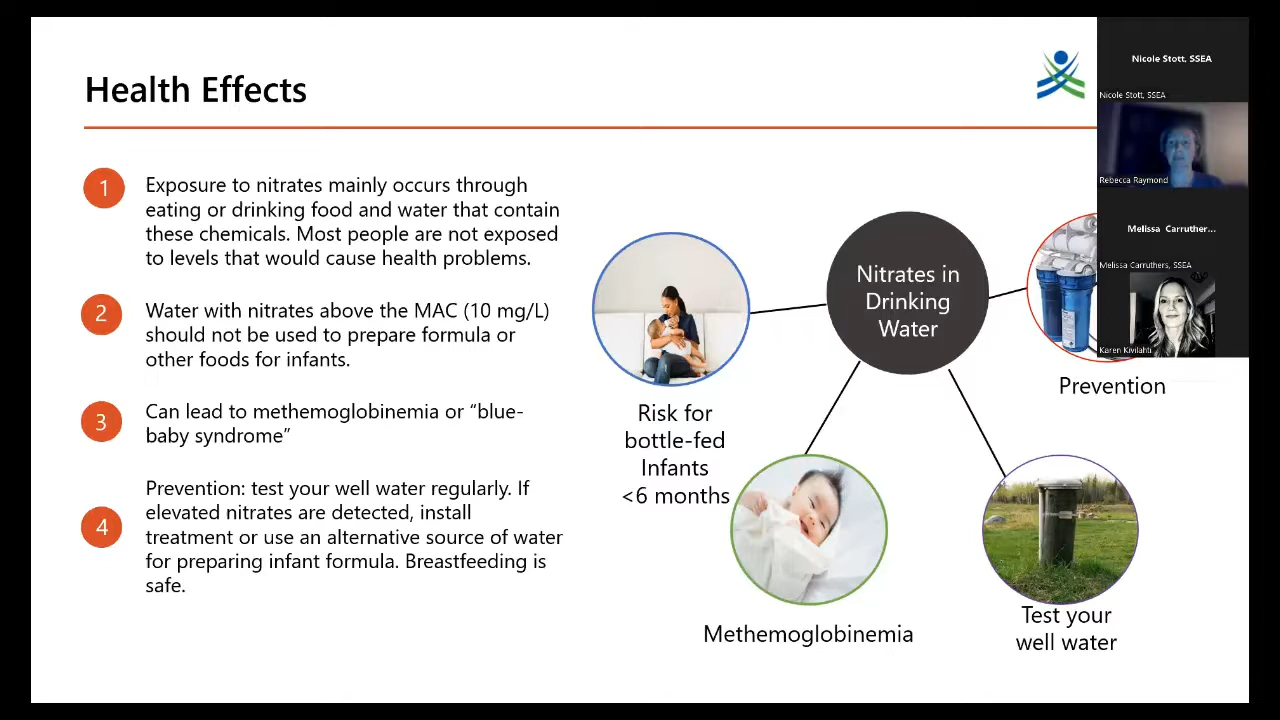 Health Effects
1
Exposure to nitrates mainly occurs through
eating or drinking food and water that contain
these chemicals. Most people are not exposed
to levels that would cause health problems.
2
Water with nitrates above the MAC (10 mg/L)
should not be used to prepare formula or
other foods for infants.
3
Can lead to methemoglobinemia or “blue-
baby syndrome”
4
Prevention: test your well water regularly. If
elevated nitrates are detected, install
treatment or use an alternative source of water
for preparing infant formula. Breastfeeding is
safe.
Nitrates in
Drinking
Water
Risk for
bottle-fed
Infants
<6 months
Methemoglobinemia
Test your
well water
Prevention
Nicole Stott, SSEA
Nicole Stott, SSEA
Rebecca Raymond
Melissa Carruther...
Melissa Carruthers, SSEA
Karen Kivilahti